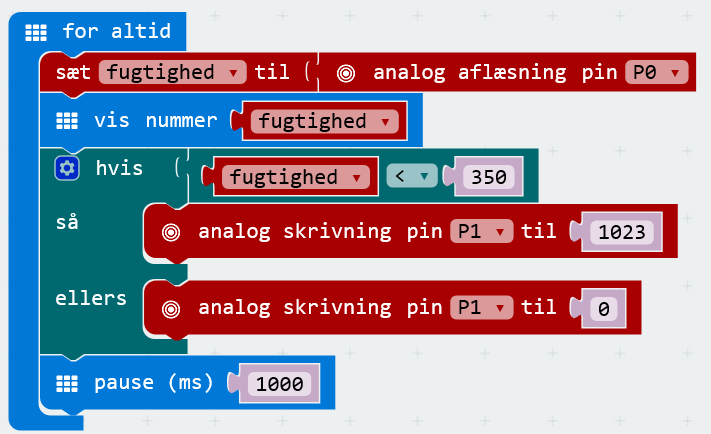 for altid
sæt fugtighed til analog aflæsning pin P0
vis nummer fugtighed
hvis fugtighed < 350
så analog skrivning pin P1 til 1023
ellers analog skrivning pin P1 til 0
pause (ms) 1000